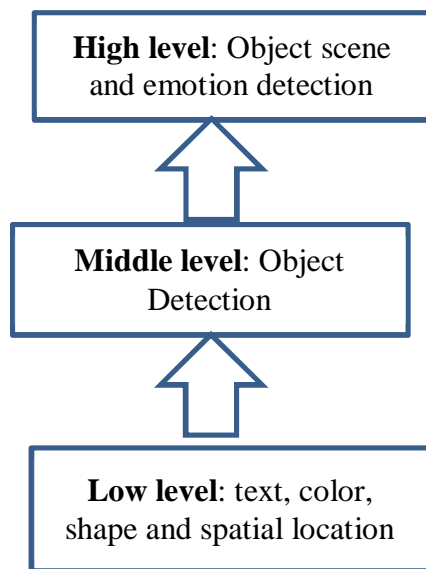 High level: Object scene
and emotion detection
Middle level: Object
Detection
Low level: text, color,
shape and spatial location